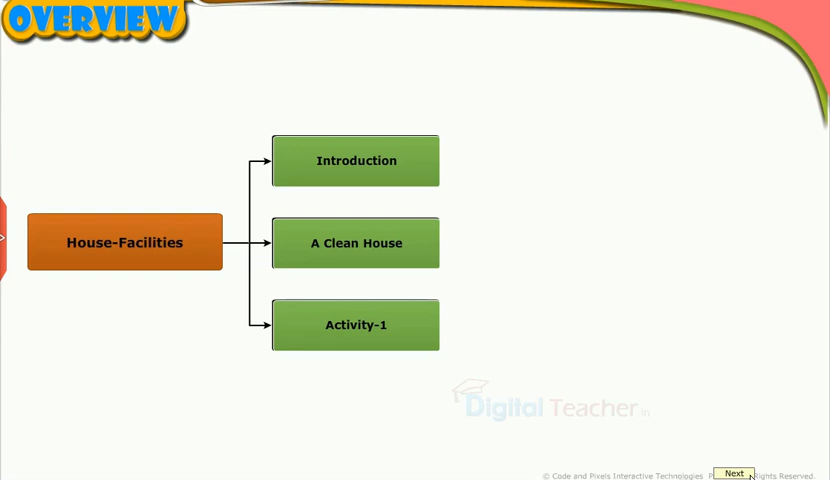 OVERVIEW
Introduction
House-Facilities
A Clean House
Activity-1
Digital Teacher.in
Next
© Code and Pixels Interactive Technologies Rights Reserved.